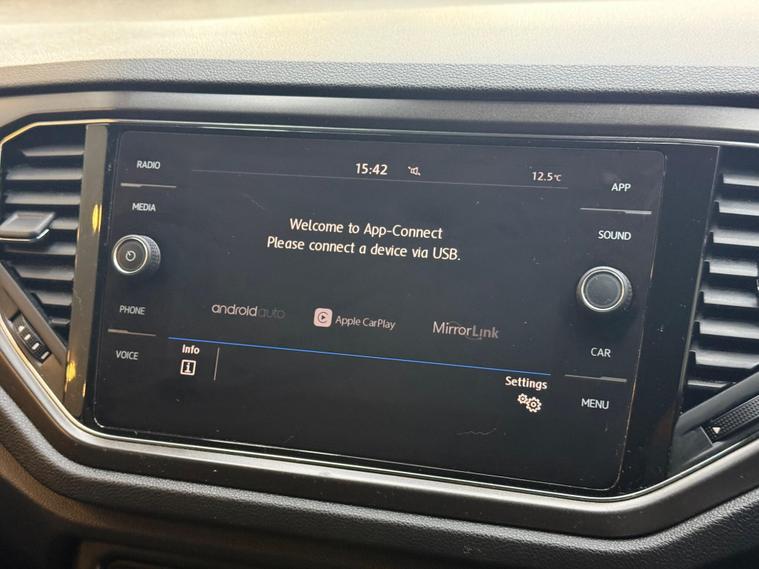 RADIO
15:42
12.5°C
APP
MEDIA
SOUND
Welcome to App-Connect
Please connect a device via USB.
PHONE
androidauto
Apple CarPlay
MirrorLink
CAR
VOICE
Info
i
Settings
MENU